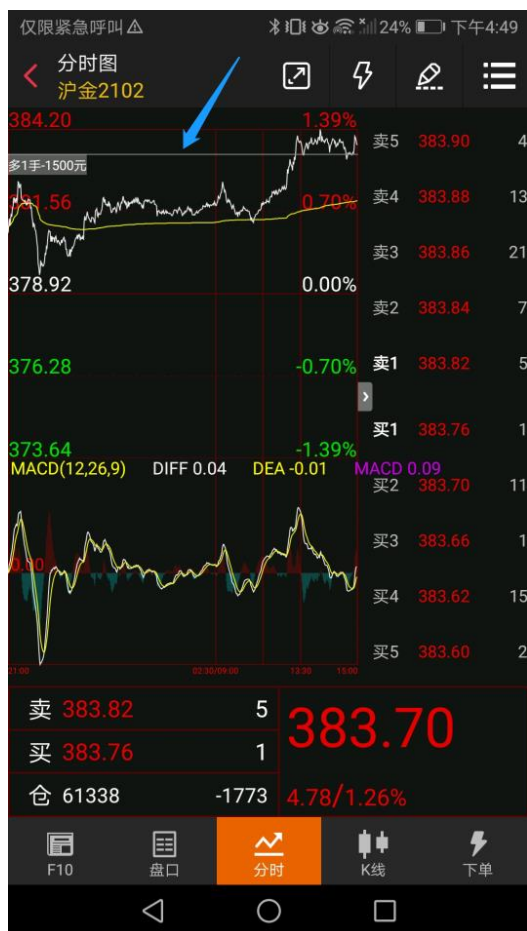 仅限紧急呼叫 24% 下午4:49
分时图
沪金2102
384.20 1.39%
卖5 383.90 4
多1手-1500元
381.56 0.70%
卖4 383.88 13
卖3 383.86 21
378.92 0.00%
卖2 383.84 7
376.28 -0.70%
卖1 383.82 5
买1 383.76 1
373.64 -1.39%
MACD(12,26,9) DIFF 0.04 DEA -0.01 MACD 0.09
买2 383.70 11
买3 383.66 1
0.00
买4 383.62 15
买5 383.60 2
21:00 02:30/09:00 13:30 15:00
卖 383.82 5
买 383.76 1
383.70
仓 61338 -1773
4.78/1.26%
F10 盘口 分时 K线 下单